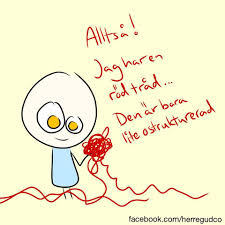 Alltså!
Jag har en
röd tråd...
Den är bara
lite ostrukturerad
facebook.com/herregudco